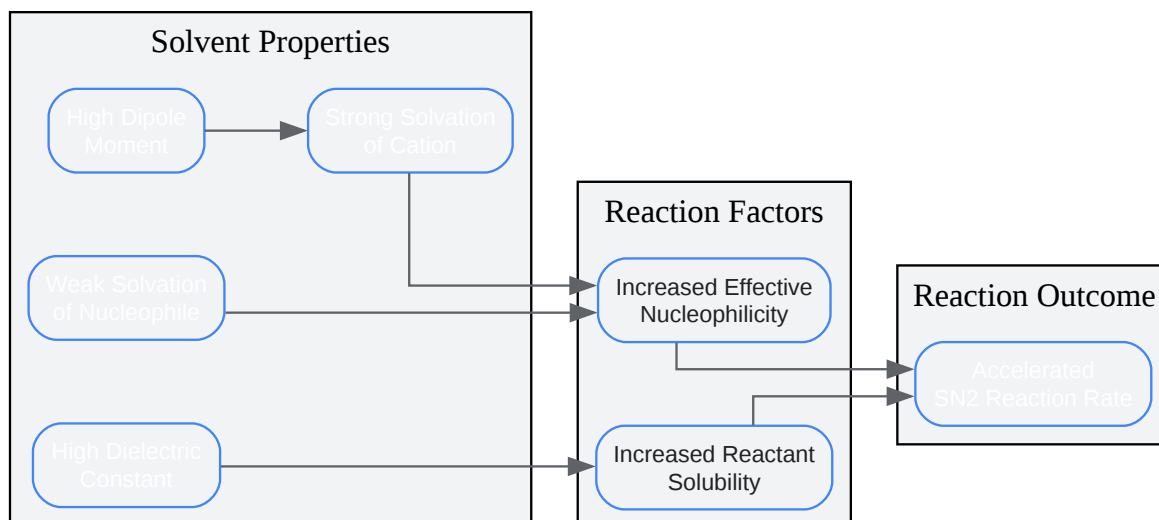 Solvent Properties
High Dipole
Moment
Strong Solvation
of Cation
Weak Solvation
of Nucleophile
High Dielectric
Constant
Reaction Factors
Increased Effective
Nucleophilicity
Increased Reactant
Solubility
Reaction Outcome
Accelerated
SN2 Reaction Rate